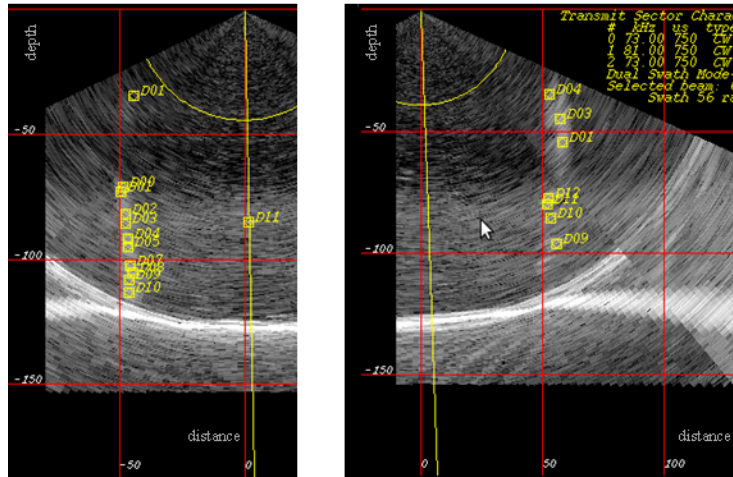 depth
D01
-50
D00
D01
D02
D03
D04
D05
D07
D09
D10
D11
-100
-150
distance
-50
0
depth
Transmit Sector Chara
# kHz us type
0 73.00 750 CW
1 81.00 750 CW
2 73.00 750 CW
Dual Swath Mode-
Selected beam:
Swath 56 ra
D04
D03
-50
D01
D12
D11
D10
D09
-100
-150
distance
0
50
100